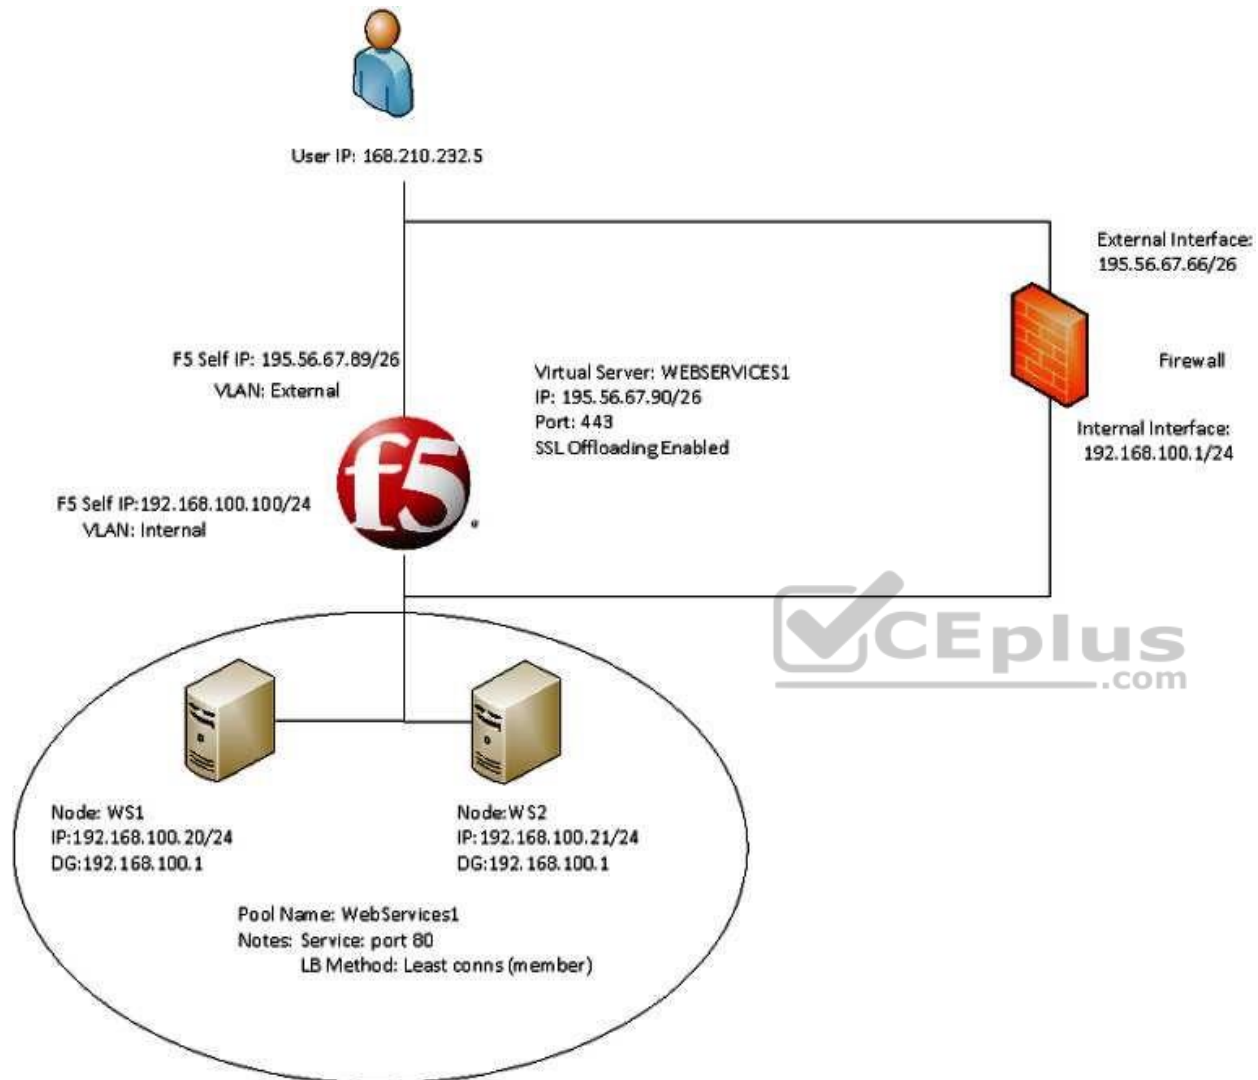 User IP: 168.210.232.5
External Interface:
195.56.67.66/26
F5 Self IP: 195.56.67.89/26
VLAN: External
Virtual Server: WEBSERVICES1
IP: 195.56.67.90/26
Port: 443
SSL Offloading Enabled
Firewall
Internal Interface:
192.168.100.1/24
f5
F5 Self IP:192.168.100.100/24
VLAN: Internal
CEplus
.com
Node: WS1
IP:192.168.100.20/24
DG:192.168.100.1
Node:WS2
IP:192.168.100.21/24
DG:192.168.100.1
Pool Name: WebServices1
Notes: Service: port 80
LB Method: Least conns (member)